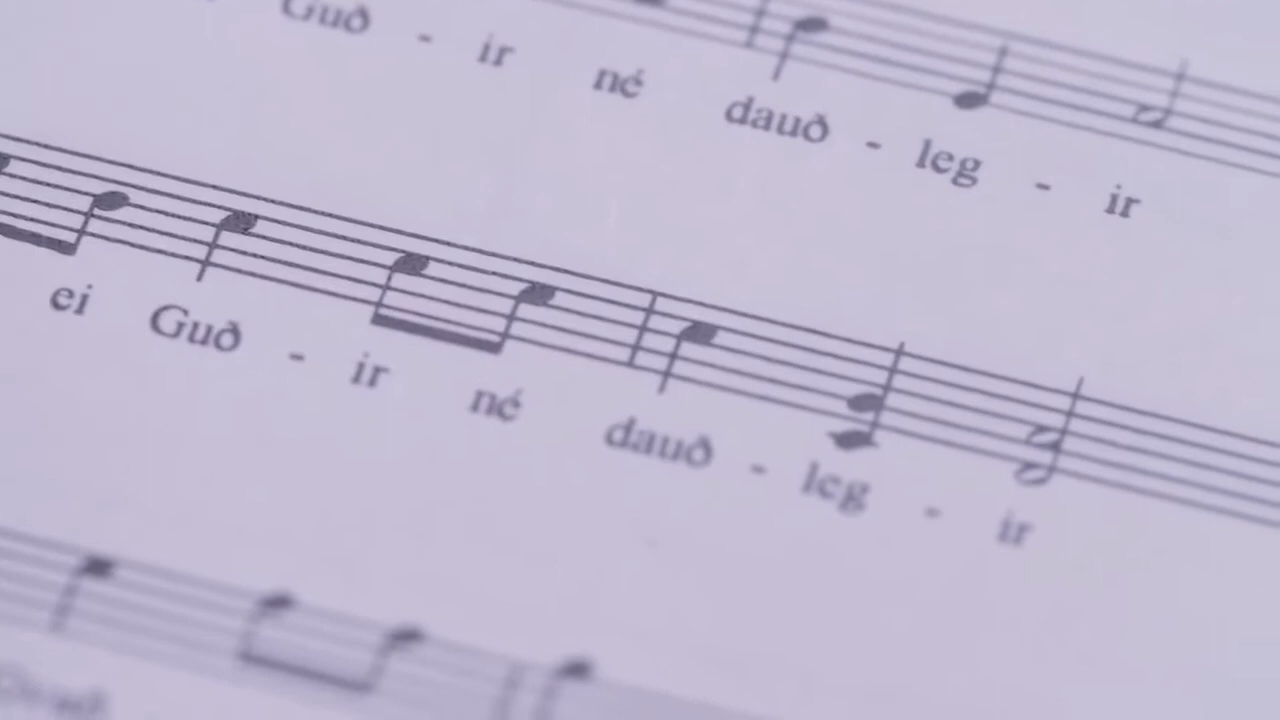 Guð - ir né dauð - leg - ir
ei Guð - ir né dauð - leg - ir